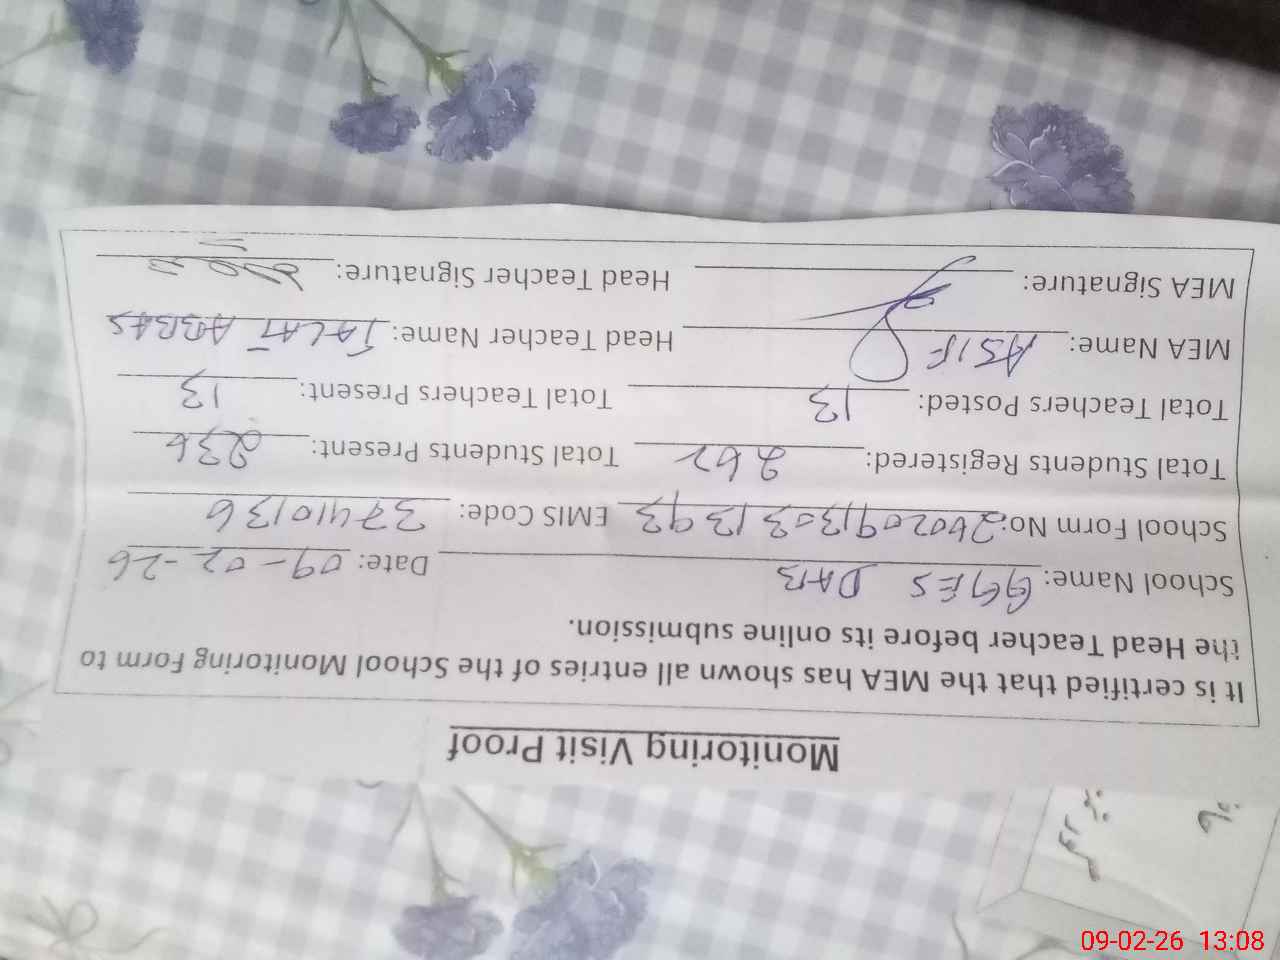 Monitoring Visit Proof
It is certified that the MEA has shown all entries of the School Monitoring Form to
the Head Teacher before its online submission.
School Name: GGES DAB Date: 09-02-26
School Form No: 26020913031393 EMIS Code: 37410136
Total Students Registered: 262 Total Students Present: 236
Total Teachers Posted: 13 Total Teachers Present: 13
MEA Name: ASIF Head Teacher Name: TALAT ABBAS
MEA Signature: Head Teacher Signature:
09-02-26 13:08